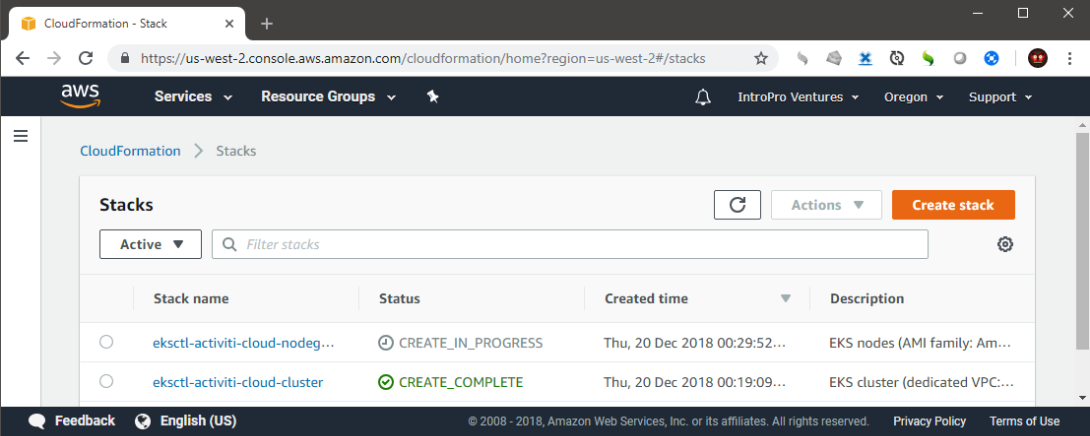 CloudFormation - Stack
https://us-west-2.console.aws.amazon.com/cloudformation/home?region=us-west-2#/stacks
aws Services Resource Groups IntroPro Ventures Oregon Support
CloudFormation > Stacks
Stacks Actions Create stack
Active Filter stacks
Stack name Status Created time Description
eksctl-activiti-cloud-nodeg... CREATE_IN_PROGRESS Thu, 20 Dec 2018 00:29:52... EKS nodes (AMI family: Am...
eksctl-activiti-cloud-cluster CREATE_COMPLETE Thu, 20 Dec 2018 00:19:09... EKS cluster (dedicated VPC:...
Feedback English (US) © 2008 - 2018, Amazon Web Services, Inc. or its affiliates. All rights reserved. Privacy Policy Terms of Use